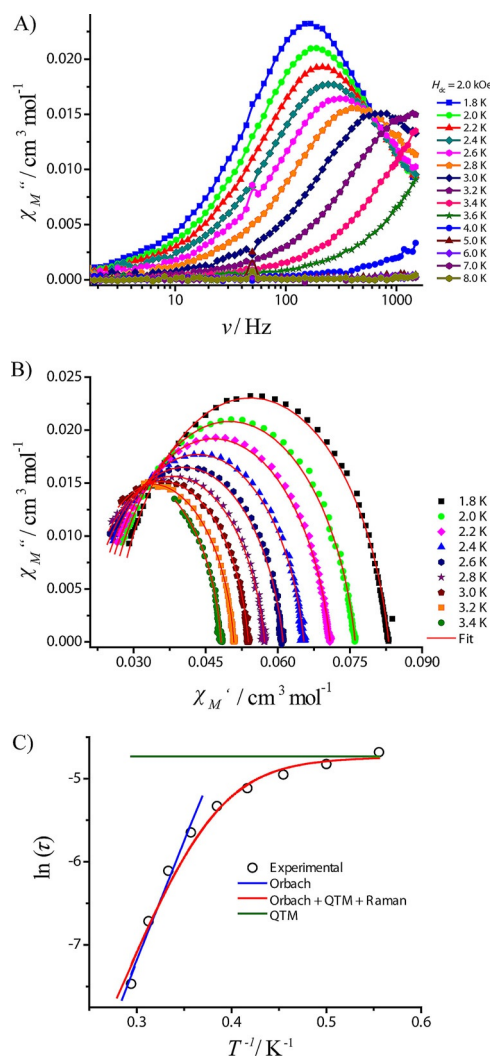 A)
χM“ / cm3 mol-1
0.020
0.015
0.010
0.005
0.000
10
100
1000
ν / Hz
Hdc = 2.0 kOe
1.8 K
2.0 K
2.2 K
2.4 K
2.6 K
2.8 K
3.0 K
3.2 K
3.4 K
3.6 K
4.0 K
5.0 K
6.0 K
7.0 K
8.0 K
B)
χM“ / cm3 mol-1
0.025
0.020
0.015
0.010
0.005
0.000
0.030
0.045
0.060
0.075
0.090
χM‘ / cm3 mol-1
1.8 K
2.0 K
2.2 K
2.4 K
2.6 K
2.8 K
3.0 K
3.2 K
3.4 K
Fit
C)
ln (τ)
-5
-6
-7
0.3
0.4
0.5
0.6
T-1/ K-1
Experimental
Orbach
Orbach + QTM + Raman
QTM